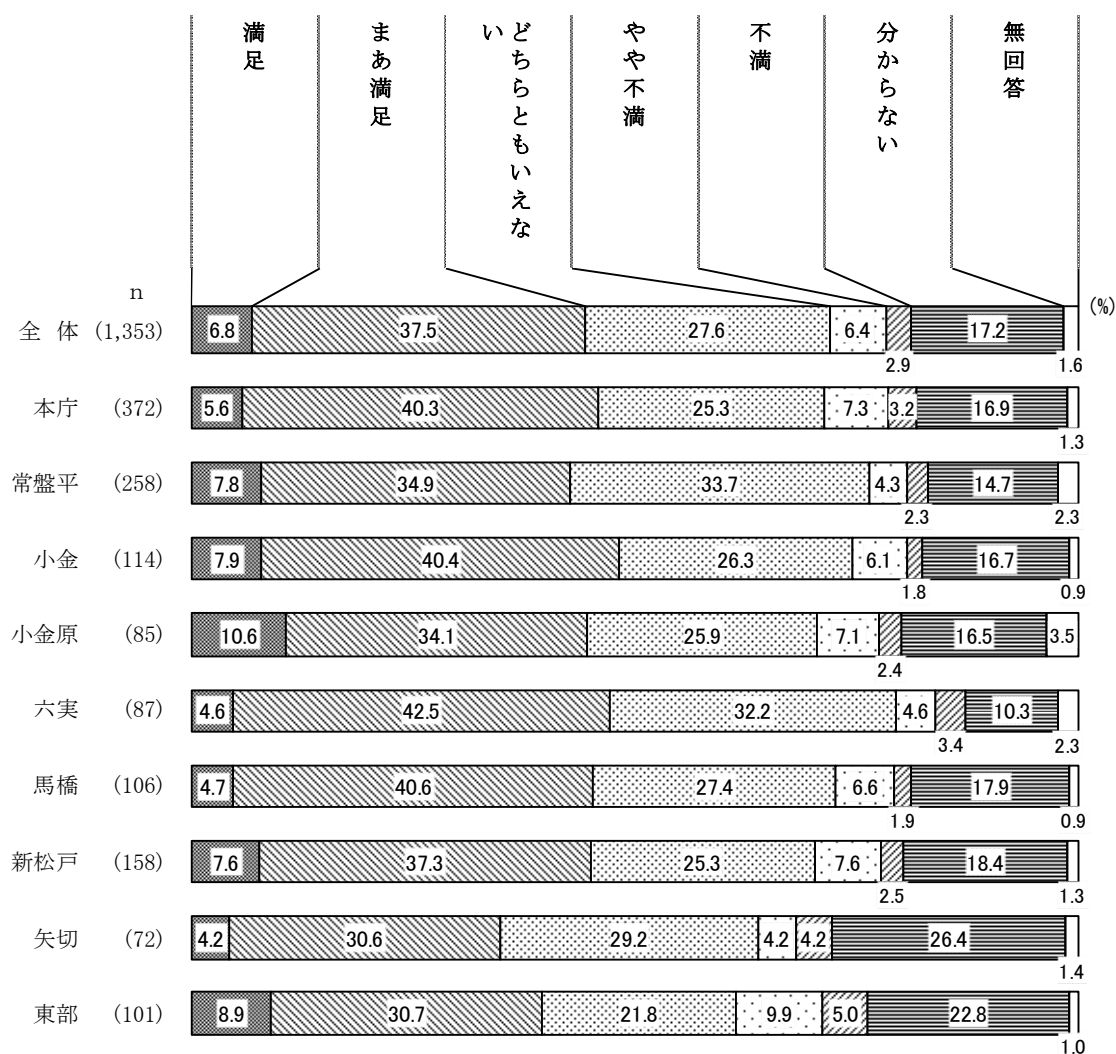 満足
まあ満足
どちらともいえな
い
やや不満
不満
分からない
無回答
n
(%)
全 体 (1,353) 6.8 37.5 27.6 6.4 2.9 17.2 1.6
本庁 (372) 5.6 40.3 25.3 7.3 3.2 16.9 1.3
常盤平 (258) 7.8 34.9 33.7 4.3 2.3 14.7 2.3
小金 (114) 7.9 40.4 26.3 6.1 1.8 16.7 0.9
小金原 (85) 10.6 34.1 25.9 7.1 2.4 16.5 3.5
六実 (87) 4.6 42.5 32.2 4.6 3.4 10.3 2.3
馬橋 (106) 4.7 40.6 27.4 6.6 1.9 17.9 0.9
新松戸 (158) 7.6 37.3 25.3 7.6 2.5 18.4 1.3
矢切 (72) 4.2 30.6 29.2 4.2 4.2 26.4 1.4
東部 (101) 8.9 30.7 21.8 9.9 5.0 22.8 1.0